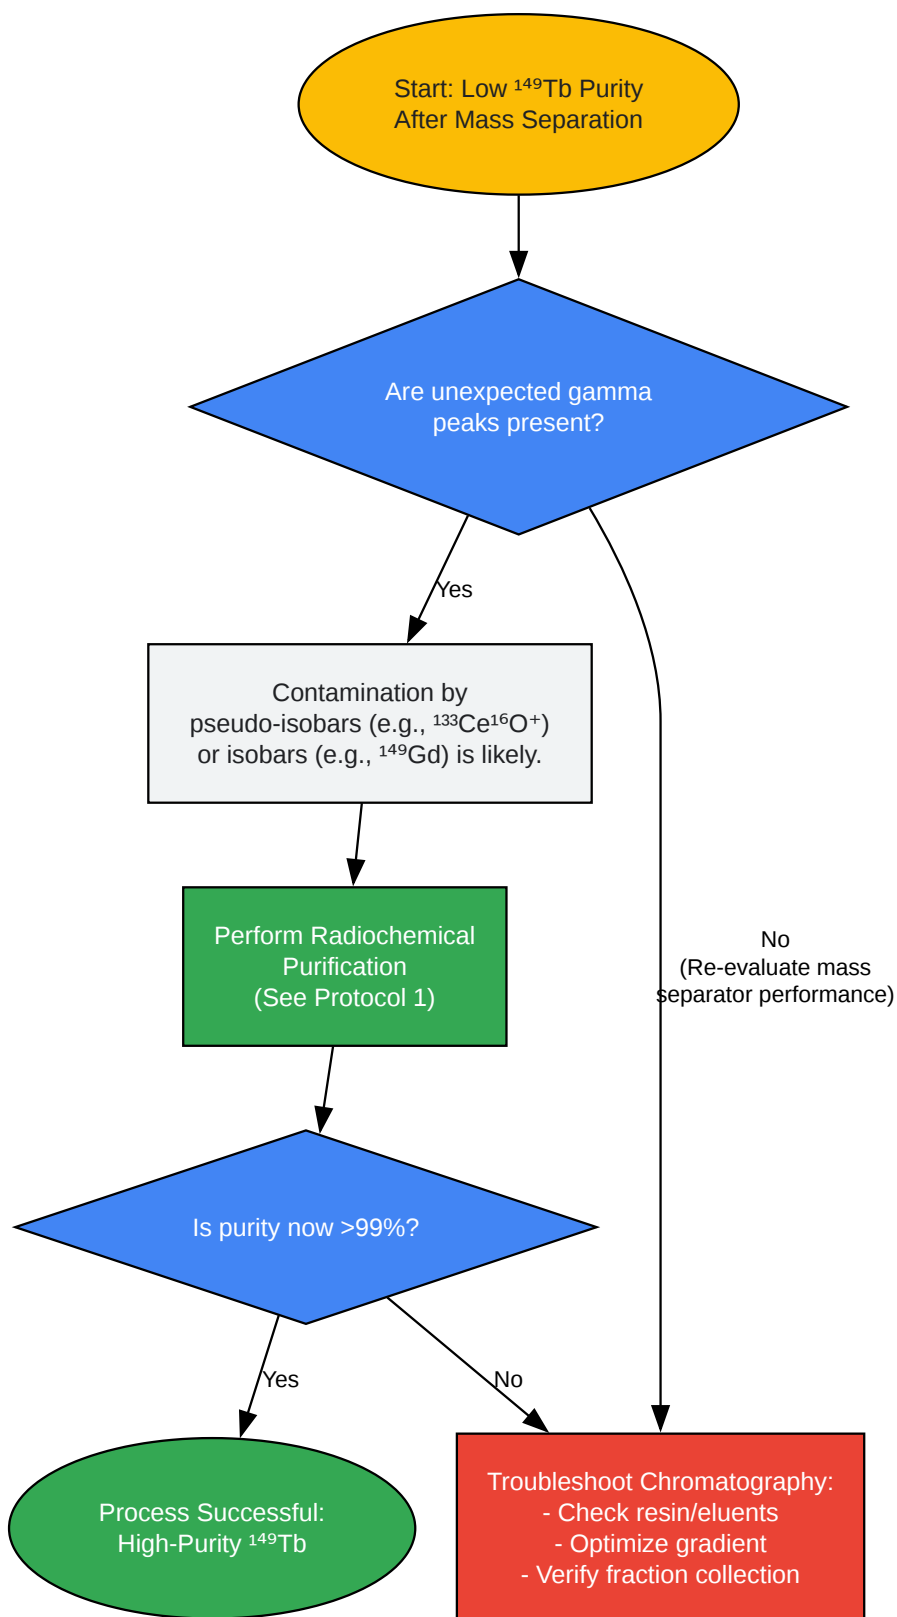 Start: Low ¹⁴⁹Tb Purity
After Mass Separation
Are unexpected gamma
peaks present?
Yes
Contamination by
pseudo-isobars (e.g., ¹³³Ce¹⁶O⁺)
or isobars (e.g., ¹⁴⁹Gd) is likely.
Perform Radiochemical
Purification
(See Protocol 1)
No
(Re-evaluate mass
separator performance)
Is purity now >99%?
Yes
No
Process Successful:
High-Purity ¹⁴⁹Tb
Troubleshoot Chromatography:
- Check resin/eluents
- Optimize gradient
- Verify fraction collection